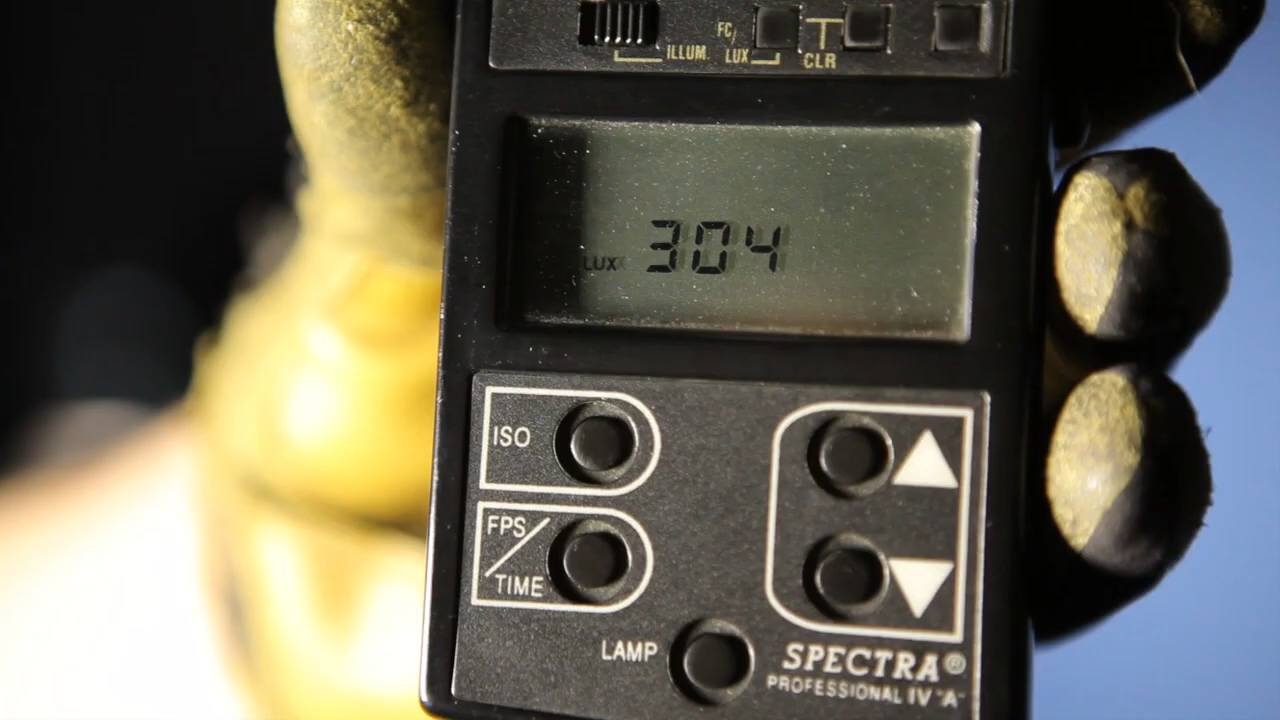 ILLUM.
FC/
LUX
CLR
LUX 304
ISO
FPS/
TIME
LAMP
SPECTRA®
PROFESSIONAL IV "A"